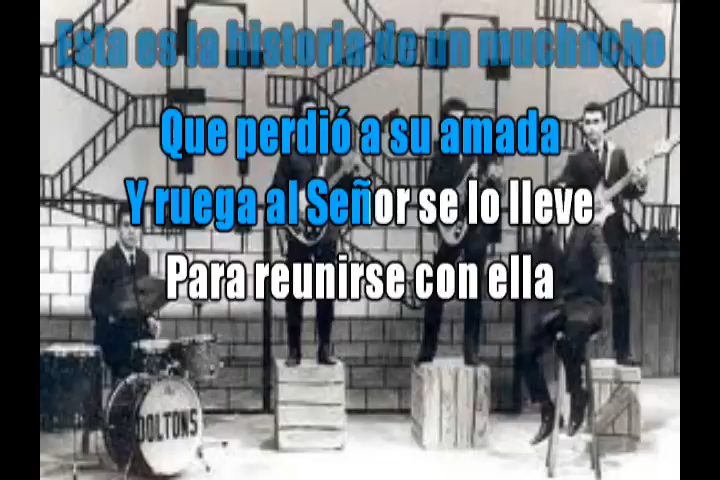 Esta es la historia de un muchacho
Que perdió a su amada
Y ruega al Señor se lo lleve
Para reunirse con ella
DOLTONS